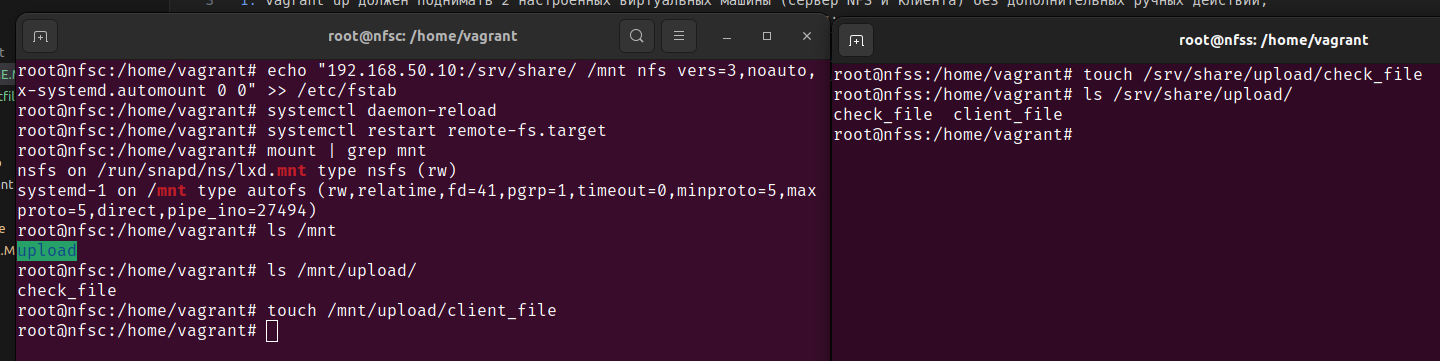 3 1. vagrant up должен поднимать 2 настроенных виртуальных машины (сервер NFS и клиента) без дополнительных ручных действий;
root@nfsc: /home/vagrant
root@nfsc:/home/vagrant# echo "192.168.50.10:/srv/share/ /mnt nfs vers=3,noauto,
x-systemd.automount 0 0" >> /etc/fstab
root@nfsc:/home/vagrant# systemctl daemon-reload
root@nfsc:/home/vagrant# systemctl restart remote-fs.target
root@nfsc:/home/vagrant# mount | grep mnt
nsfs on /run/snapd/ns/lxd.mnt type nsfs (rw)
systemd-1 on /mnt type autofs (rw,relatime,fd=41,pgrp=1,timeout=0,minproto=5,max
proto=5,direct,pipe_ino=27494)
root@nfsc:/home/vagrant# ls /mnt
upload
root@nfsc:/home/vagrant# ls /mnt/upload/
check_file
root@nfsc:/home/vagrant# touch /mnt/upload/client_file
root@nfsc:/home/vagrant#
root@nfss: /home/vagrant
root@nfss:/home/vagrant# touch /srv/share/upload/check_file
root@nfss:/home/vagrant# ls /srv/share/upload/
check_file  client_file
root@nfss:/home/vagrant#